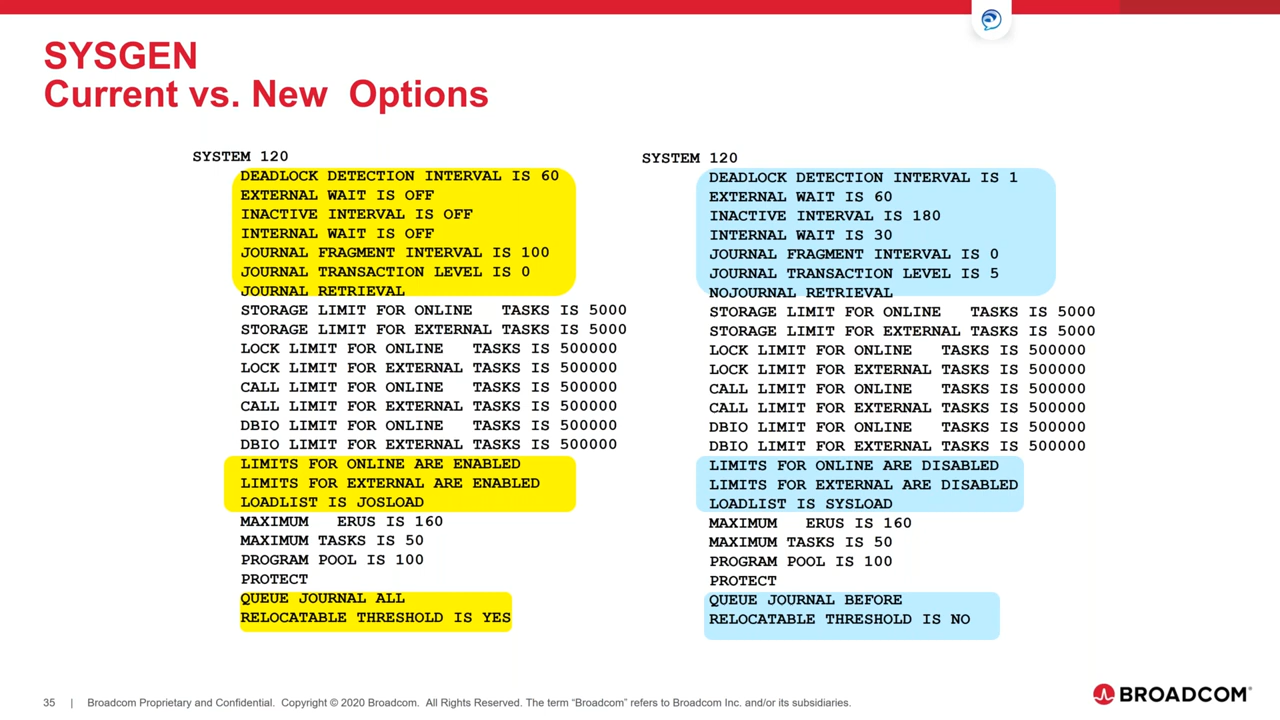 SYSGEN
Current vs. New Options
SYSTEM 120
DEADLOCK DETECTION INTERVAL IS 60
EXTERNAL WAIT IS OFF
INACTIVE INTERVAL IS OFF
INTERNAL WAIT IS OFF
JOURNAL FRAGMENT INTERVAL IS 100
JOURNAL TRANSACTION LEVEL IS 0
JOURNAL RETRIEVAL
STORAGE LIMIT FOR ONLINE TASKS IS 5000
STORAGE LIMIT FOR EXTERNAL TASKS IS 5000
LOCK LIMIT FOR ONLINE TASKS IS 500000
LOCK LIMIT FOR EXTERNAL TASKS IS 500000
CALL LIMIT FOR ONLINE TASKS IS 500000
CALL LIMIT FOR EXTERNAL TASKS IS 500000
DBIO LIMIT FOR ONLINE TASKS IS 500000
DBIO LIMIT FOR EXTERNAL TASKS IS 500000
LIMITS FOR ONLINE ARE ENABLED
LIMITS FOR EXTERNAL ARE ENABLED
LOADLIST IS JOSLOAD
MAXIMUM ERUS IS 160
MAXIMUM TASKS IS 50
PROGRAM POOL IS 100
PROTECT
QUEUE JOURNAL ALL
RELOCATABLE THRESHOLD IS YES
SYSTEM 120
DEADLOCK DETECTION INTERVAL IS 1
EXTERNAL WAIT IS 60
INACTIVE INTERVAL IS 180
INTERNAL WAIT IS 30
JOURNAL FRAGMENT INTERVAL IS 0
JOURNAL TRANSACTION LEVEL IS 5
NOJOURNAL RETRIEVAL
STORAGE LIMIT FOR ONLINE TASKS IS 5000
STORAGE LIMIT FOR EXTERNAL TASKS IS 5000
LOCK LIMIT FOR ONLINE TASKS IS 500000
LOCK LIMIT FOR EXTERNAL TASKS IS 500000
CALL LIMIT FOR ONLINE TASKS IS 500000
CALL LIMIT FOR EXTERNAL TASKS IS 500000
DBIO LIMIT FOR ONLINE TASKS IS 500000
DBIO LIMIT FOR EXTERNAL TASKS IS 500000
LIMITS FOR ONLINE ARE DISABLED
LIMITS FOR EXTERNAL ARE DISABLED
LOADLIST IS SYSLOAD
MAXIMUM ERUS IS 160
MAXIMUM TASKS IS 50
PROGRAM POOL IS 100
PROTECT
QUEUE JOURNAL BEFORE
RELOCATABLE THRESHOLD IS NO
35 | Broadcom Proprietary and Confidential. Copyright © 2020 Broadcom. All Rights Reserved. The term “Broadcom” refers to Broadcom Inc. and/or its subsidiaries.
BROADCOM®